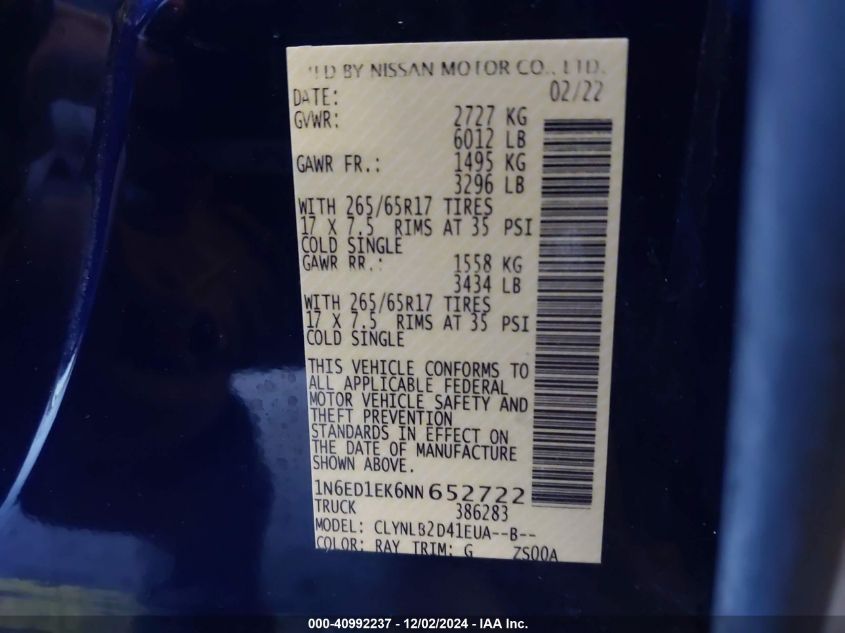 BY NISSAN MOTOR CO., LTD.
DATE: 02/22
GVWR: 2727 KG
6012 LB
GAWR FR.: 1495 KG
3296 LB
WITH 265/65R17 TIRES
17 X 7.5 RIMS AT 35 PSI
COLD SINGLE
GAWR RR.: 1558 KG
3434 LB
WITH 265/65R17 TIRES
17 X 7.5 RIMS AT 35 PSI
COLD SINGLE
THIS VEHICLE CONFORMS TO
ALL APPLICABLE FEDERAL
MOTOR VEHICLE SAFETY AND
THEFT PREVENTION
STANDARDS IN EFFECT ON
THE DATE OF MANUFACTURE
SHOWN ABOVE.
1N6ED1EK6NN652722
TRUCK 386283
MODEL: CLYNLB2D41EUA--B--
COLOR: RAY TRIM: G ZS00A
000-40992237 - 12/02/2024 - IAA Inc.